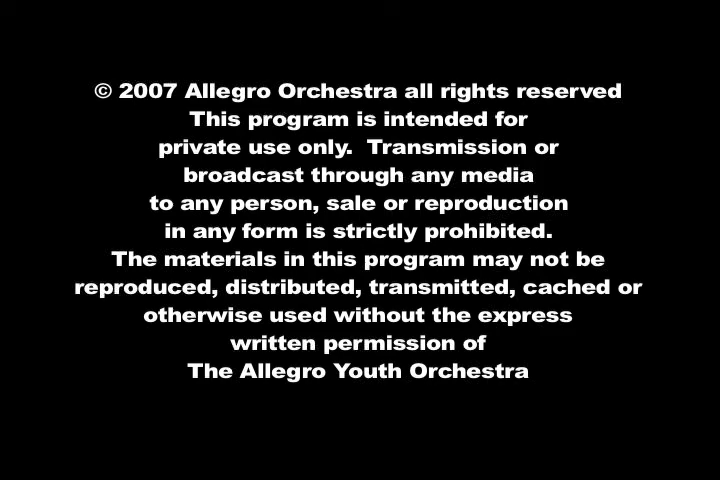 © 2007 Allegro Orchestra all rights reserved
This program is intended for
private use only.  Transmission or
broadcast through any media
to any person, sale or reproduction
in any form is strictly prohibited.
The materials in this program may not be
reproduced, distributed, transmitted, cached or
otherwise used without the express
written permission of
The Allegro Youth Orchestra